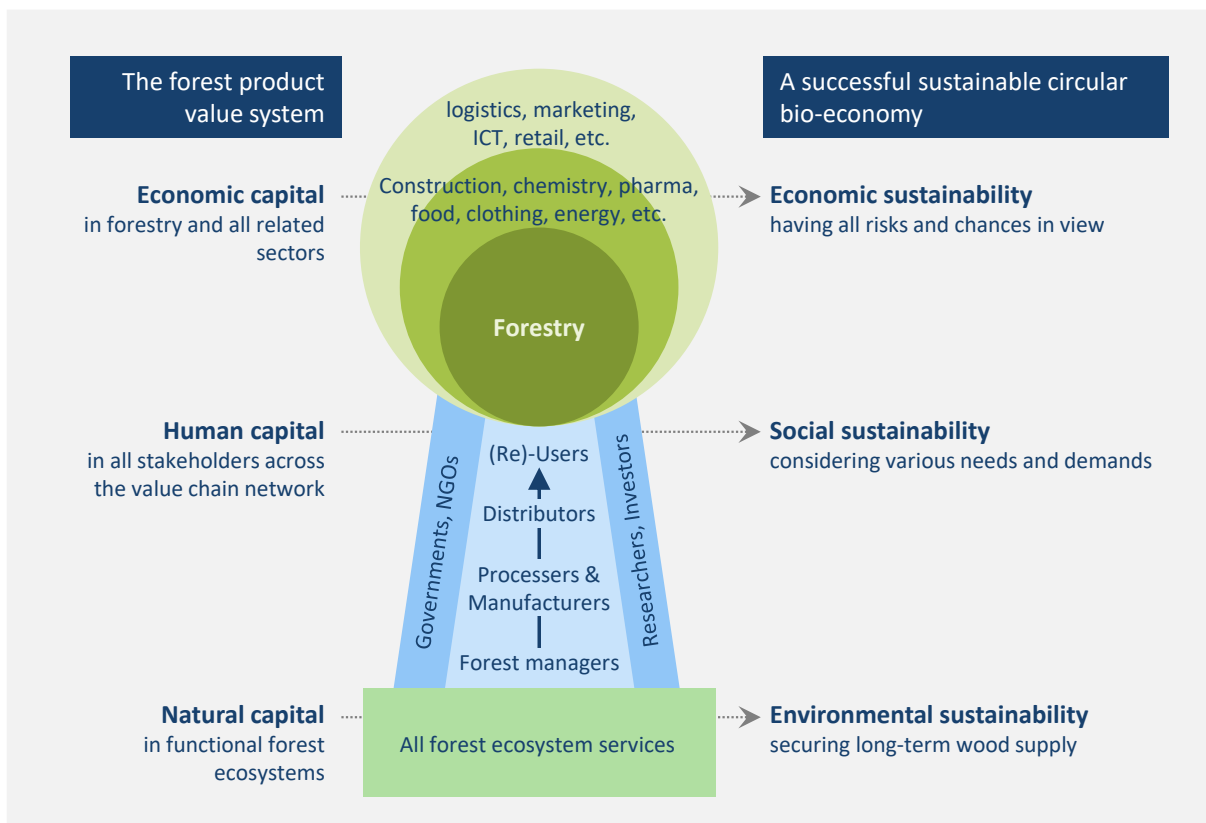 The forest product
value system
A successful sustainable circular
bio-economy
logistics, marketing,
ICT, retail, etc.
Construction, chemistry, pharma,
food, clothing, energy, etc.
Forestry
Economic capital
in forestry and all related
sectors
Economic sustainability
having all risks and chances in view
Human capital
in all stakeholders across
the value chain network
Governments, NGOs
(Re)-Users
Distributors
Processers &
Manufacturers
Forest managers
Researchers, Investors
Social sustainability
considering various needs and demands
Natural capital
in functional forest
ecosystems
All forest ecosystem services
Environmental sustainability
securing long-term wood supply